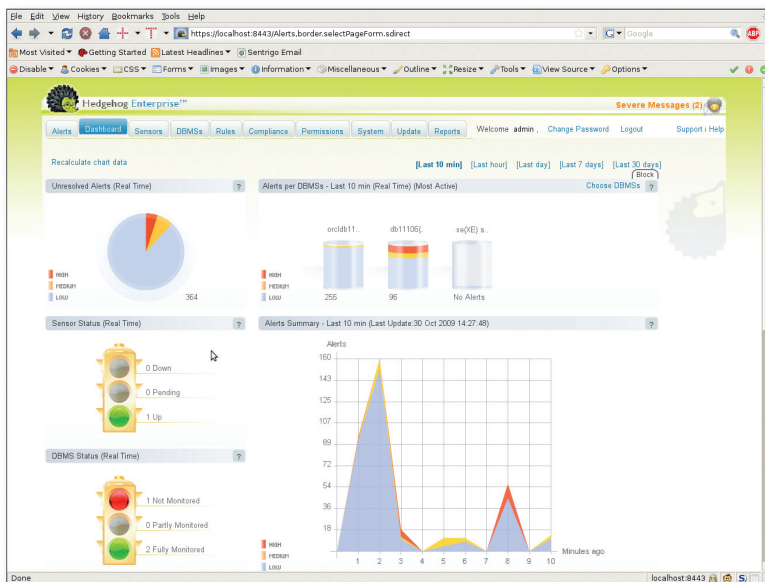 File Edit View History Bookmarks Tools Help
https://localhost:8443/Alerts.border.selectPageForm.sdirect
Google
ABP
Most Visited Getting Started Latest Headlines Sentrigo Email
Disable Cookies CSS Forms Images Information Miscellaneous Outline Resize Tools View Source Options
Hedgehog Enterprise™
Severe Messages (2)
Alerts Dashboard Sensors DBMSs Rules Compliance Permissions System Update Reports Welcome admin , Change Password Logout Support | Help
Recalculate chart data
[Last 10 min] [Last hour] [Last day] [Last 7 days] [Last 30 days]
Block
Unresolved Alerts (Real Time) ?
HIGH
MEDIUM
LOW
364
Alerts per DBMSs - Last 10 min (Real Time) (Most Active) Choose DBMSs ?
orcldb11.. db11106(. xe(XE) s..
HIGH
MEDIUM
LOW
255 96 No Alerts
Sensor Status (Real Time) ?
0 Down
0 Pending
1 Up
Alerts Summary - Last 10 min (Last Update:30 Oct 2009 14:27:48) ?
Alerts
160
143
125
107
89
72
54
36
18
1 2 3 4 5 6 7 8 9 10
Minutes ago
HIGH
MEDIUM
LOW
DBMS Status (Real Time) ?
1 Not Monitored
0 Partly Monitored
2 Fully Monitored
Done
localhost:8443